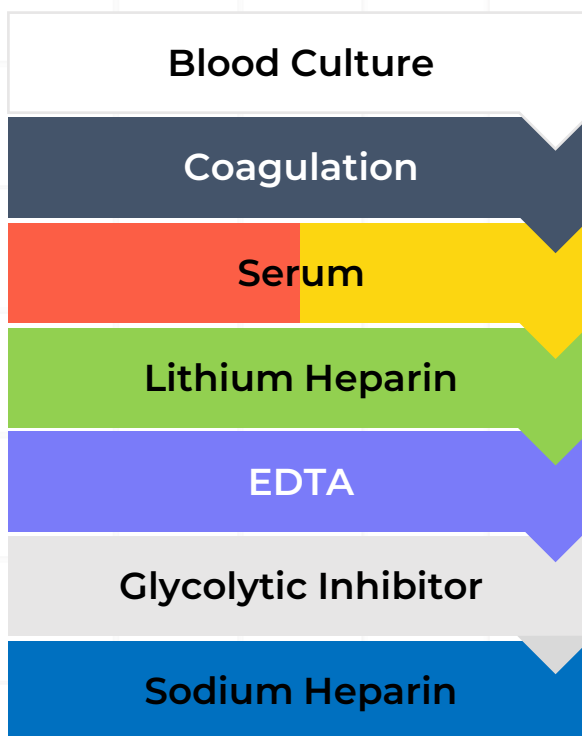 Blood Culture
Coagulation
Serum
Lithium Heparin
EDTA
Glycolytic Inhibitor
Sodium Heparin